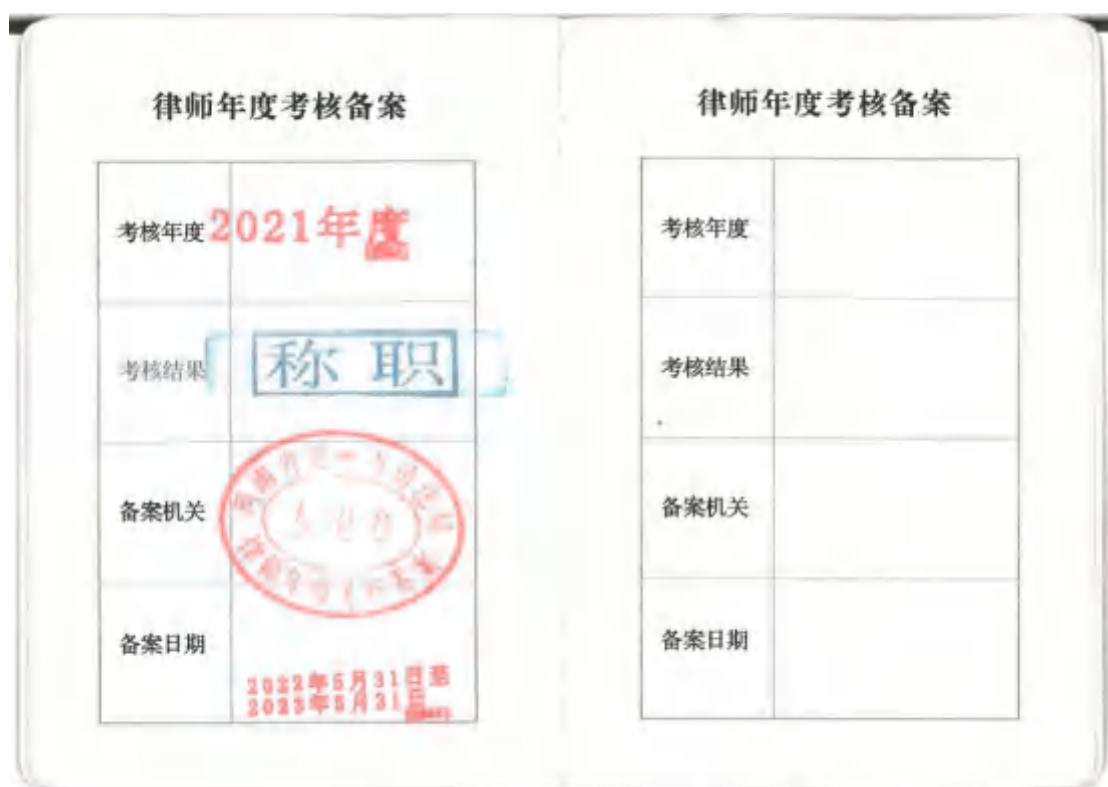 律师年度考核备案
考核年度 2021年度
考核结果 称职
备案机关
备案日期
2022年5月31日至
2023年5月31日
律师年度考核备案
考核年度
考核结果
备案机关
备案日期